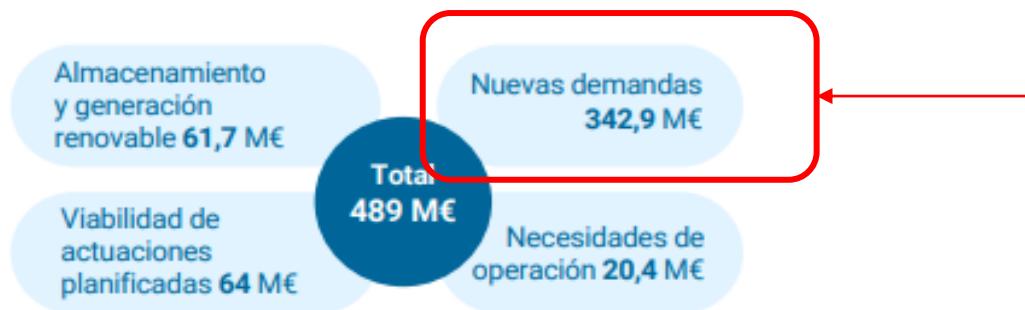 Almacenamiento
y generación
renovable 61,7 M€
Nuevas demandas
342,9 M€
Total
489 M€
Viabilidad de
actuaciones
planificadas 64 M€
Necesidades de
operación 20,4 M€